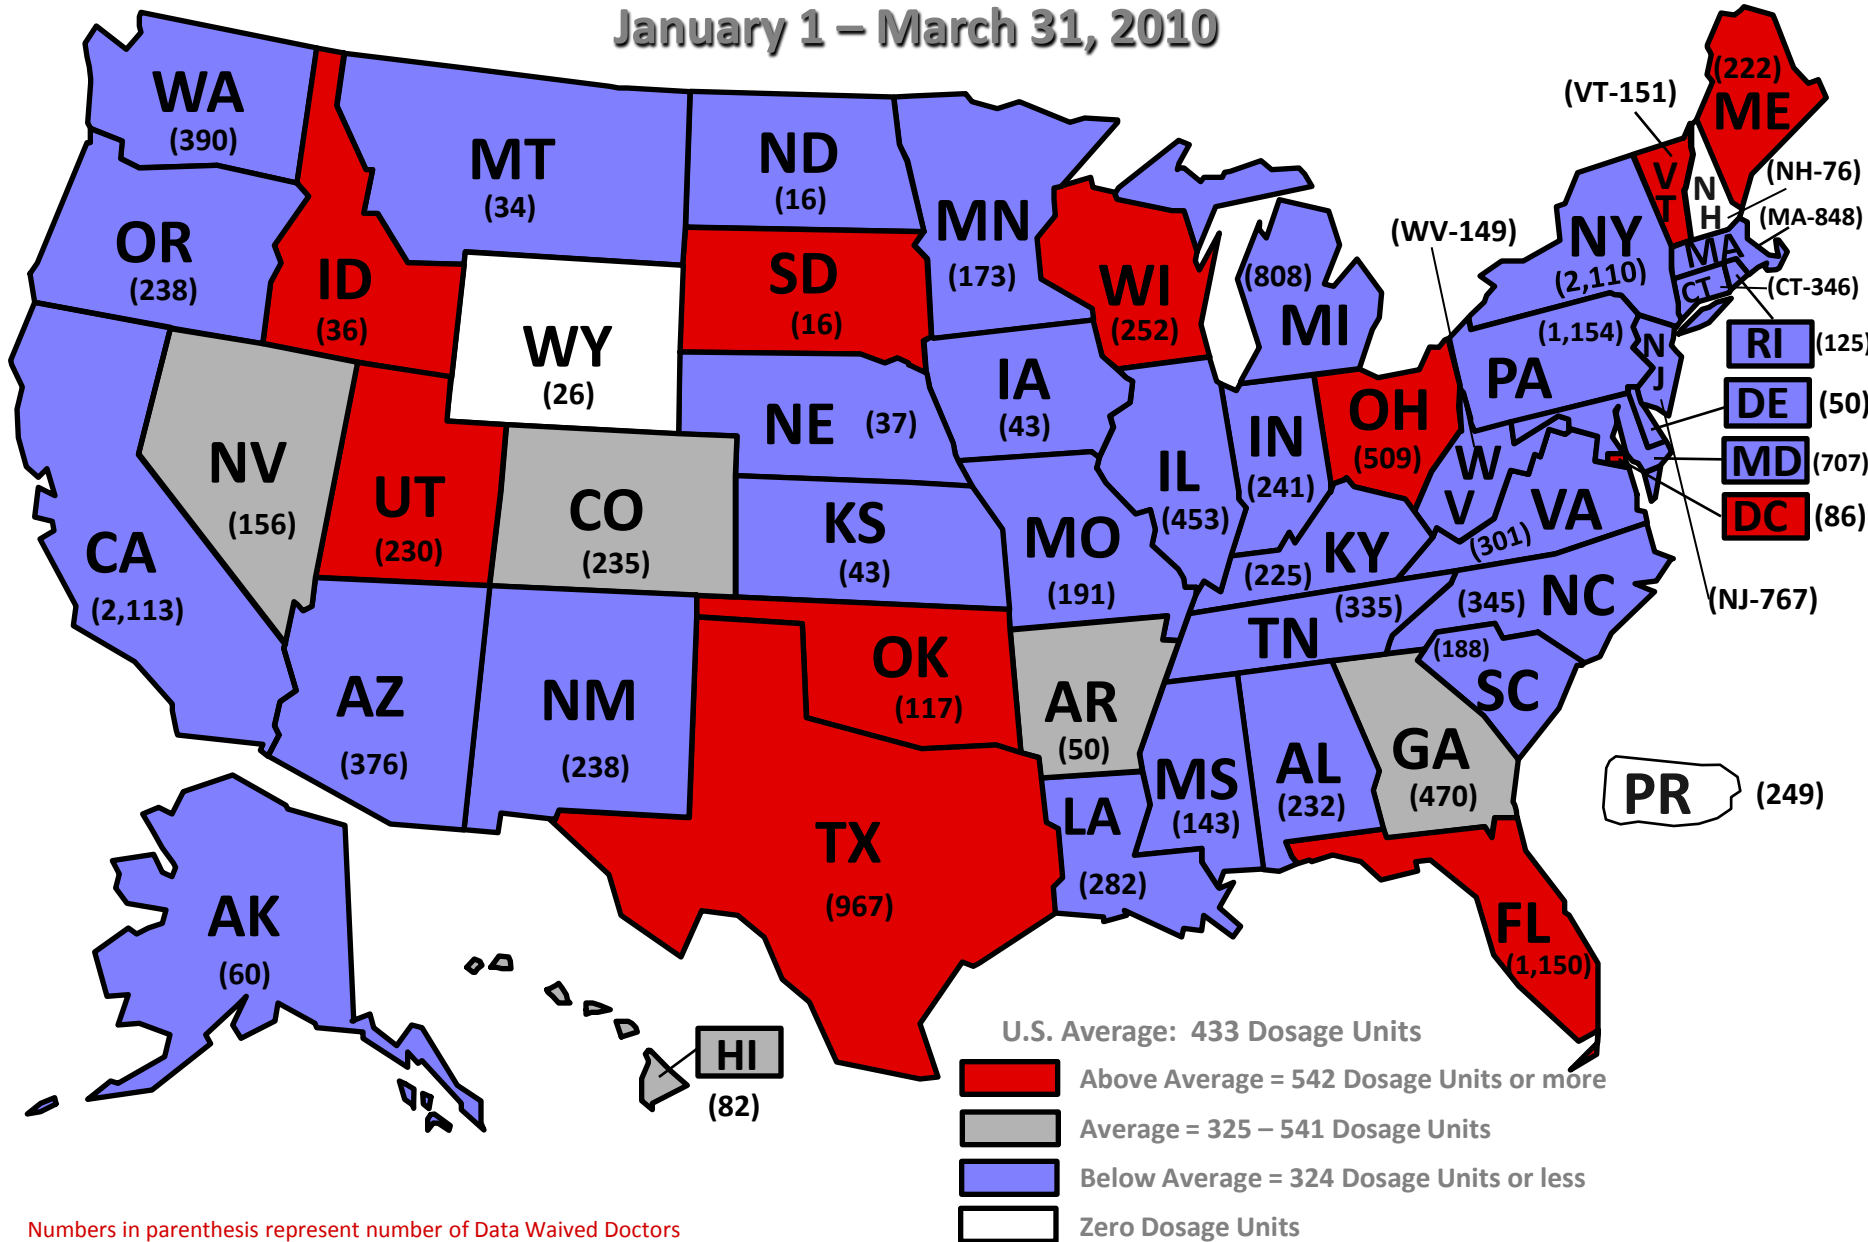 January 1 – March 31, 2010
WA
(390)
MT
(34)
ND
(16)
MN
(173)
(VT-151)
(222)
ME
V
T
N
H
(NH-76)
(MA-848)
OR
(238)
ID
(36)
SD
(16)
WI
(252)
(808)
MI
(WV-149)
NY
(2,110)
MA
CT
(CT-346)
WY
(26)
(1,154)
PA
N
J
RI
(125)
DE
(50)
MD
(707)
DC
(86)
NE
(37)
IA
(43)
IL
(453)
IN
(241)
OH
(509)
W
V
VA
(301)
NV
(156)
UT
(230)
CO
(235)
KS
(43)
MO
(191)
KY
(225)
CA
(2,113)
(335)
TN
(345)
NC
(NJ-767)
AZ
(376)
NM
(238)
OK
(117)
AR
(50)
(188)
SC
MS
(143)
AL
(232)
GA
(470)
PR
(249)
TX
(967)
LA
(282)
FL
(1,150)
AK
(60)
HI
(82)
U.S. Average: 433 Dosage Units
Above Average = 542 Dosage Units or more
Average = 325 – 541 Dosage Units
Below Average = 324 Dosage Units or less
Zero Dosage Units
Numbers in parenthesis represent number of Data Waived Doctors